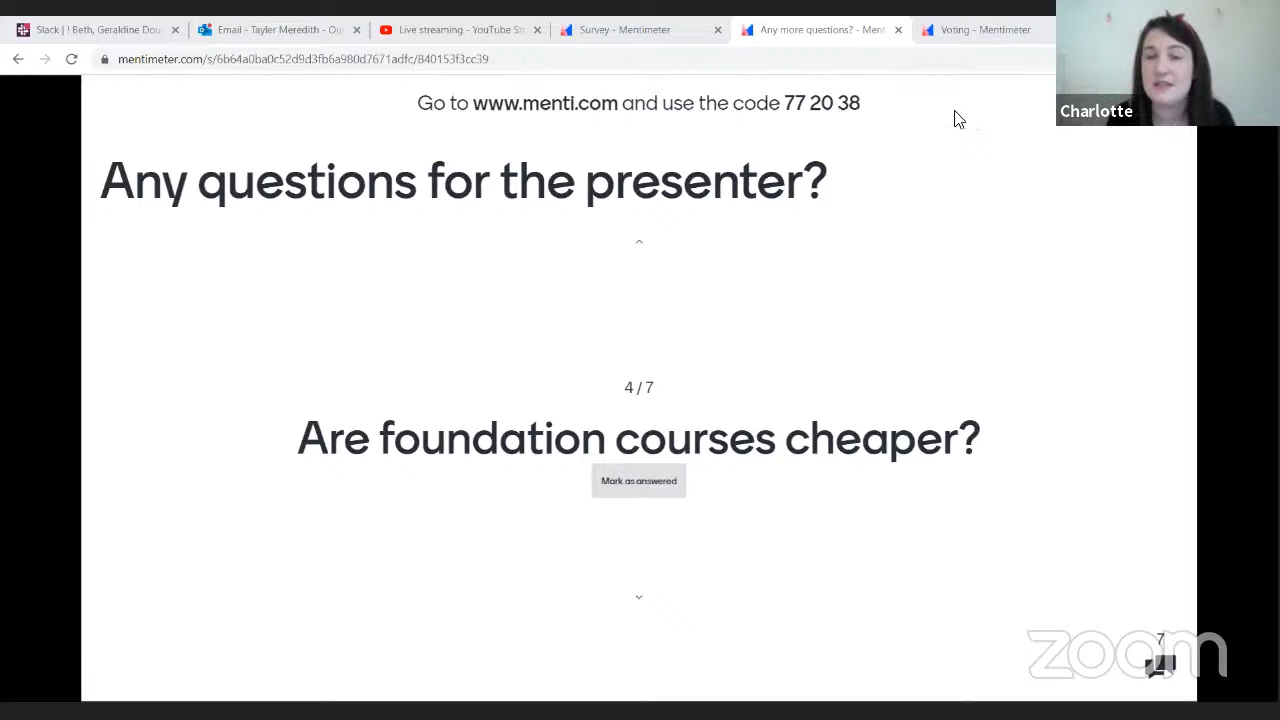 Slack | ! Beth, Geraldine Dou
Email - Tayler Meredith - Ou
Live streaming - YouTube St
Survey - Mentimeter
Any more questions? - Ment
Voting - Mentimeter
mentimeter.com/s/6b64a0ba0c52d9d3fb6a980d7671adfc/840153f3cc39
Charlotte
Go to www.menti.com and use the code 77 20 38
Any questions for the presenter?
4 / 7
Are foundation courses cheaper?
Mark as answered
7
zoom